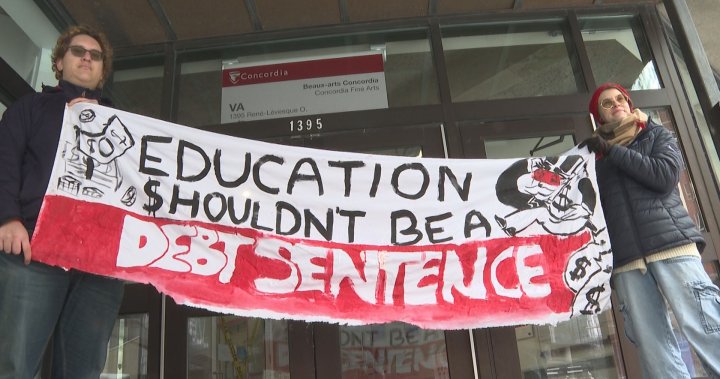 Concordia
Beaux-arts Concordia
Concordia Fine Arts
VA
1395 René-Lévesque O.
1395
EDUCATION
$HOULDN'T BE A
DEBT SENTENCE
$
$